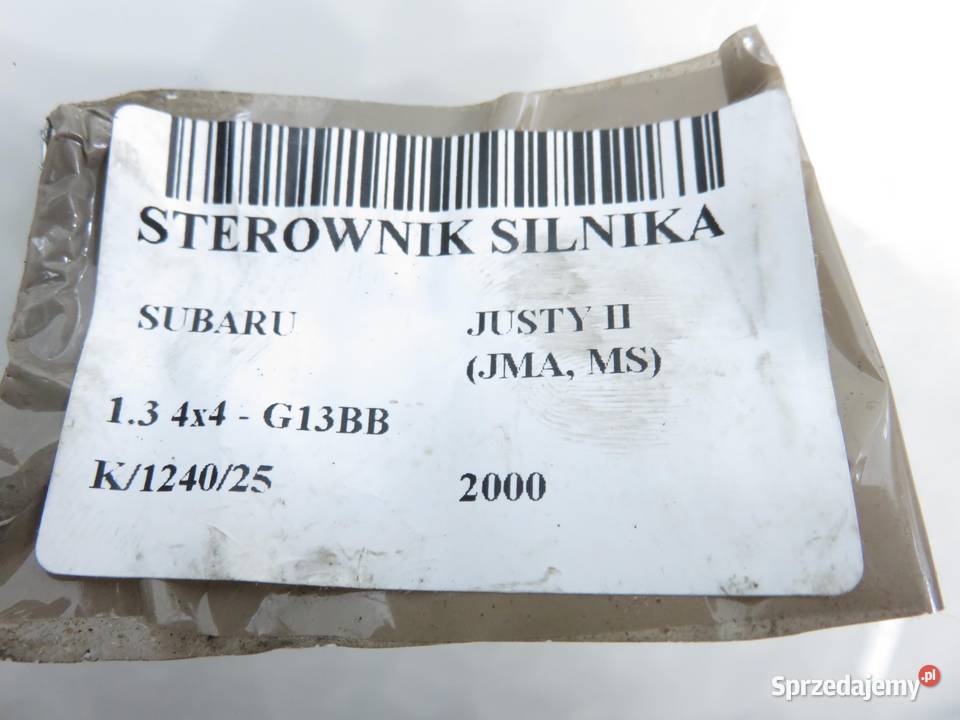 STEROWNIK SILNIKA
SUBARU JUSTY II
(JMA, MS)
1.3 4x4 - G13BB
K/1240/25 2000
Sprzedajemy.pl